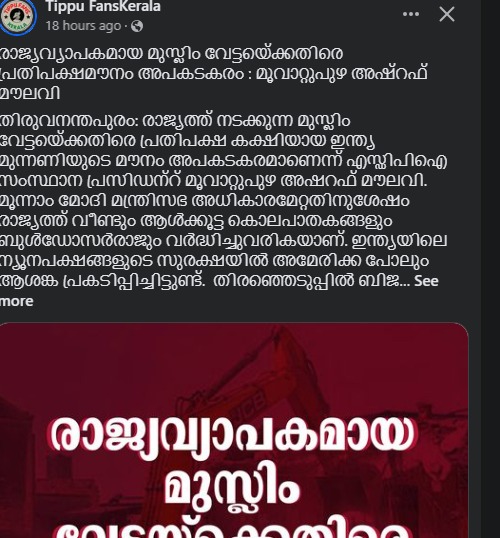 Tippu FansKerala
18 hours ago ·
രാജ്യവ്യാപകമായ മുസ്ലിം വേട്ടയ്ക്കെതിരെ
പ്രതിപക്ഷമൗനം അപകടകരം : മൂവാറ്റുപുഴ അഷ്റഫ്
മൗലവി
തിരുവനന്തപുരം: രാജ്യത്ത് നടക്കുന്ന മുസ്ലിം
വേട്ടയ്ക്കെതിരെ പ്രതിപക്ഷ കക്ഷിയായ ഇന്ത്യ
മുന്നണിയുടെ മൗനം അപകടകരമാണെന്ന് എസ്ഡിപിഐ
സംസ്ഥാന പ്രസിഡന്റ് മൂവാറ്റുപുഴ അഷറഫ് മൗലവി.
മൂന്നാം മോദി മന്ത്രിസഭ അധികാരമേറ്റതിനുശേഷം
രാജ്യത്ത് വീണ്ടും ആൾക്കൂട്ട കൊലപാതകങ്ങളും
ബുൾഡോസർരാജും വർദ്ധിച്ചുവരികയാണ്. ഇന്ത്യയിലെ
ന്യൂനപക്ഷങ്ങളുടെ സുരക്ഷയിൽ അമേരിക്ക പോലും
ആശങ്ക പ്രകടിപ്പിച്ചിട്ടുണ്ട്. തിരഞ്ഞെടുപ്പിൽ ബിജ... See
more
രാജ്യവ്യാപകമായ
മുസ്ലിം
വേട്ടയ്ക്കെതിരെ